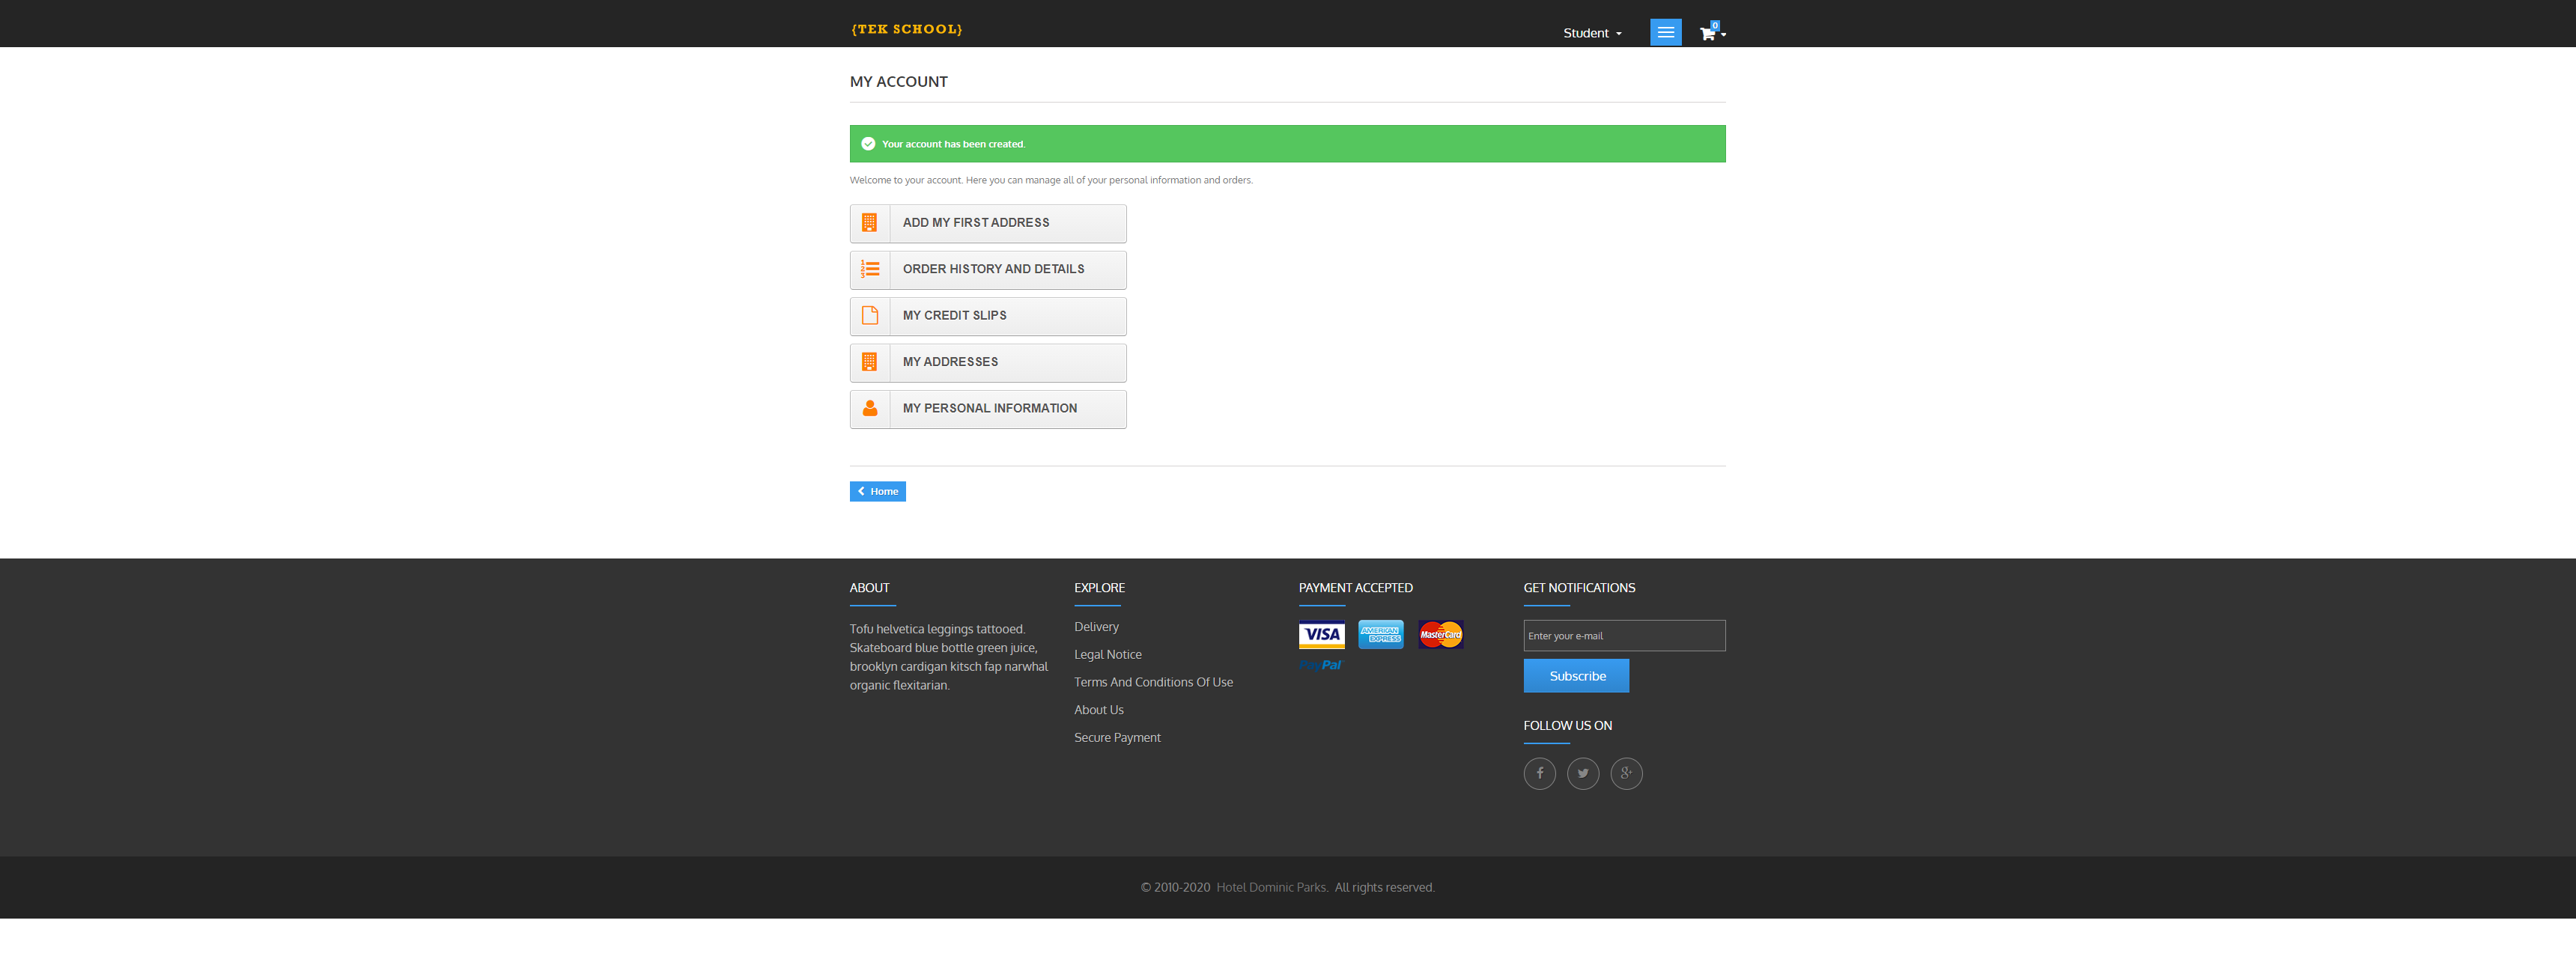 {TEK SCHOOL}
Student
0
MY ACCOUNT
Your account has been created.
Welcome to your account. Here you can manage all of your personal information and orders.
ADD MY FIRST ADDRESS
ORDER HISTORY AND DETAILS
MY CREDIT SLIPS
MY ADDRESSES
MY PERSONAL INFORMATION
Home
ABOUT
Tofu helvetica leggings tattooed.
Skateboard blue bottle green juice,
brooklyn cardigan kitsch fap narwhal
organic flexitarian.
EXPLORE
Delivery
Legal Notice
Terms And Conditions Of Use
About Us
Secure Payment
PAYMENT ACCEPTED
VISA
AMERICAN EXPRESS
MasterCard
PayPal
GET NOTIFICATIONS
Enter your e-mail
Subscribe
FOLLOW US ON
© 2010-2020 Hotel Dominic Parks. All rights reserved.